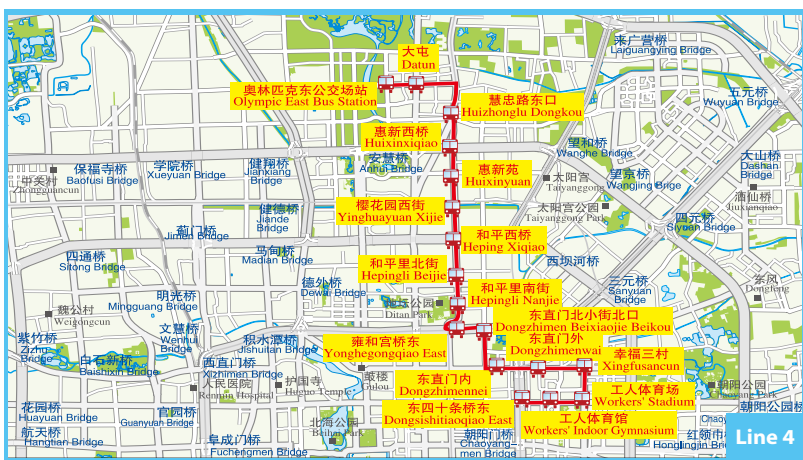 大屯
Datun
来广营桥
Laiguangying Bridge
奥林匹克东公交场站
Olympic East Bus Station
五元桥
Wuyuan Bridge
慧忠路东口
Huizhonglu Dongkou
惠新西桥
Huixinxiqiao
望和桥
Wanghe Bridge
安慧桥
Anhui Bridge
大山桥
Dashan
Bridge
保福寺桥
Baofusi Bridge
学院桥
Xueyuan Bridge
健翔桥
Jianxiang
Bridge
惠新苑
Huixinyuan
太阳宫
Taiyanggong
望京桥
Wangjing Brige
中关村
Zhongguancun
酒仙桥
Jiuxianqiao
樱花园西街
Yinghuayuan Xijie
太阳宫公园
Taiyanggong Park
健德桥
Jiande
Bridge
四元桥
Siyuan Bridge
蓟门桥
Jimen Bridge
和平西桥
Heping Xiqiao
马甸桥
Madian Bridge
四通桥
Sitong Bridge
和平里北街
Hepingli Beijie
西坝河桥
三元桥
Sanyuan
Bridge
东风
Dongfeng
德外桥
Dewai Bridge
和平里南街
Hepingli Nanjie
明光桥
Mingguang Bridge
地坛公园
Ditan Park
魏公村
Weigongcun
东直门北小街北口
Dongzhimen Beixiaojie Beikou
文慧桥
Wenhui
Bridge
积水潭桥
Jishuitan Bridge
雍和宫桥东
Yonghegongqiao East
东直门外
Dongzhimenwai
紫竹桥
Zizhu
Bridge
幸福三村
Xingfusancun
白石新桥
Baishixin Bridge
西直门桥
Xizhimen Bridge
鼓楼
Gulou
东直门内
Dongzhimennei
人民医院
Renmin Hospital
护国寺
Huguo Temple
工人体育场
Workers' Stadium
朝阳公园
Chaoyang Park
花园桥
Huayuan Bridge
官园桥
Guanyuan Bridge
东四十条桥东
Dongsishitiaoqiao East
工人体育馆
Workers' Indoor Gymnasium
朝阳公园桥
北海公园
Beihai Park
航天桥
Hangtian Bridge
阜成门桥
Fuchengmen Bridge
朝阳门桥
Chaoyang-
men Bridge
红领巾桥
Honglingjin Bridge
Line 4